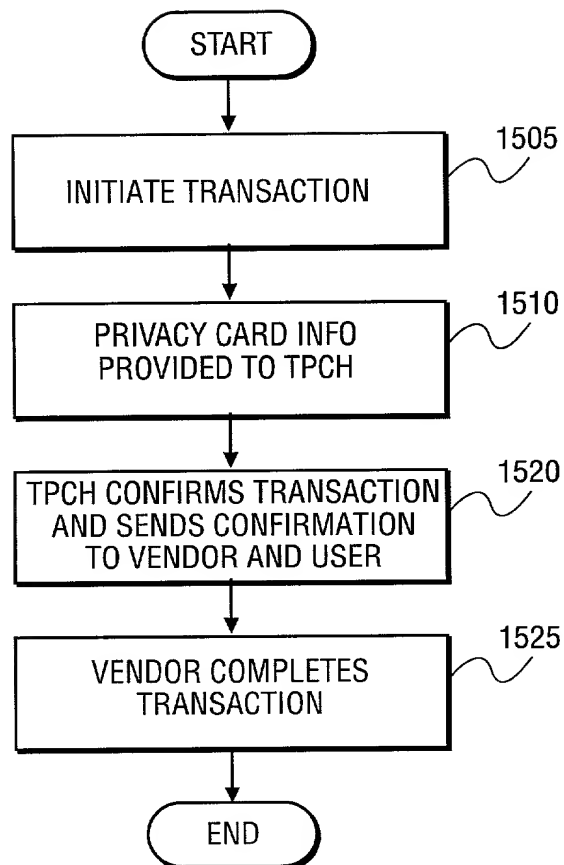 START
1505
INITIATE TRANSACTION
1510
PRIVACY CARD INFO
PROVIDED TO TPCH
1520
TPCH CONFIRMS TRANSACTION
AND SENDS CONFIRMATION
TO VENDOR AND USER
1525
VENDOR COMPLETES
TRANSACTION
END